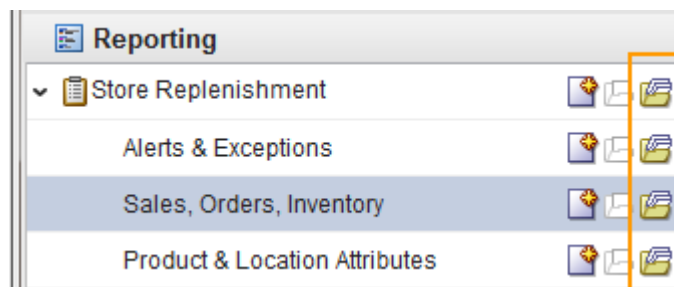 Reporting
Store Replenishment
Alerts & Exceptions
Sales, Orders, Inventory
Product & Location Attributes